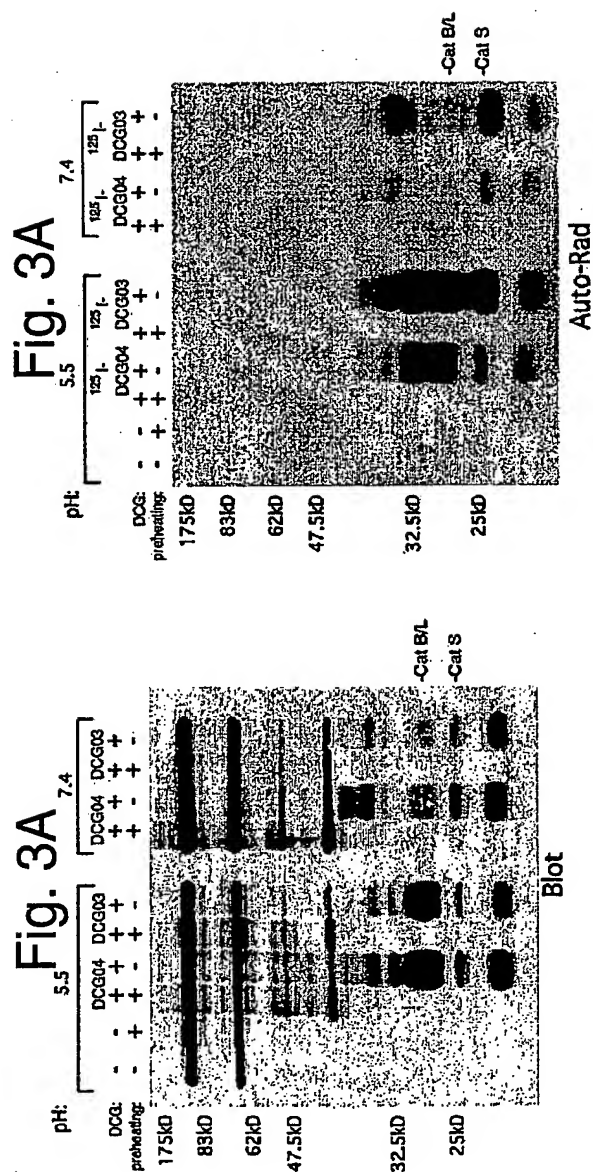 Fig. 3A
pH: 5.5 7.4
DCG: - - DCG04 DCG03 DCG04 DCG03
+ + + + + + + +
preheating: - + + - + - + - + -
175kD
83kD
62kD
47.5kD
32.5kD
25kD
-Cat B/L
-Cat S
Blot
Fig. 3A
pH: 5.5 7.4
125I- 125I- 125I- 125I-
DCG: - - DCG04 DCG03 DCG04 DCG03
+ + + + + + + +
preheating: - + + - + - + - + -
175kD
83kD
62kD
47.5kD
32.5kD
25kD
-Cat B/L
-Cat S
Auto-Rad